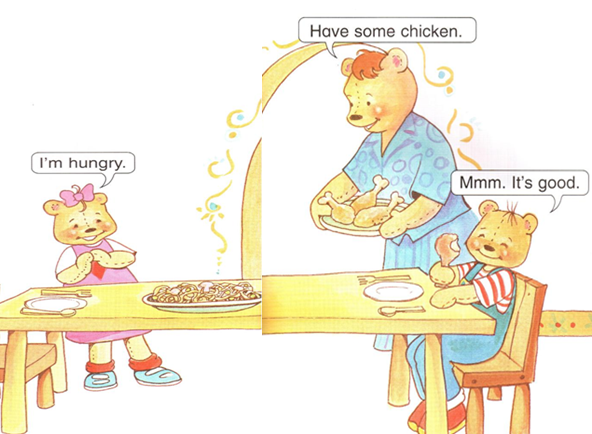 I'm hungry.
Have some chicken.
Mmm. It's good.